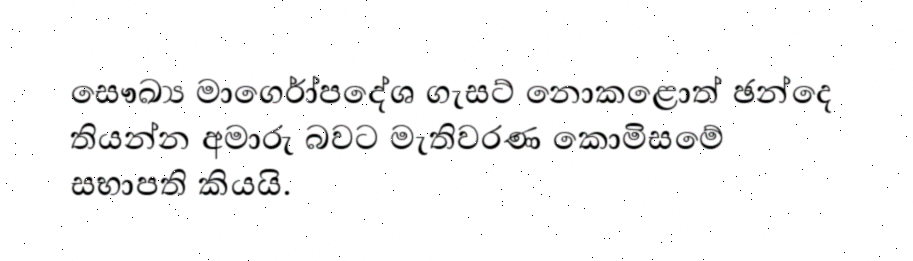 සෞඛ්‍ය මාගෙර්ා්පදේශ ගැසට් නොකළොත් ඡන්දෙ
තියන්න අමාරු බවට මැතිවරණ කොමිසමේ
සභාපති කියයි.